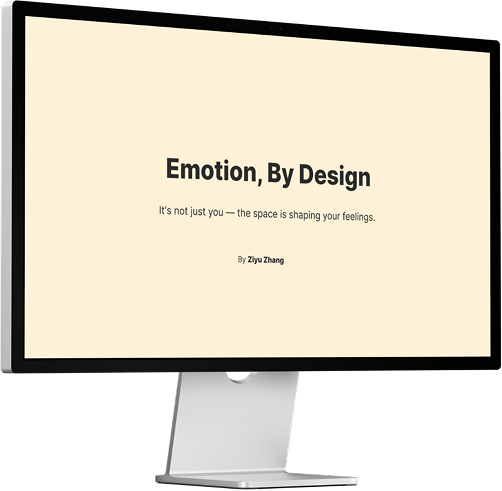 Emotion, By Design
It's not just you — the space is shaping your feelings.
By Ziyu Zhang